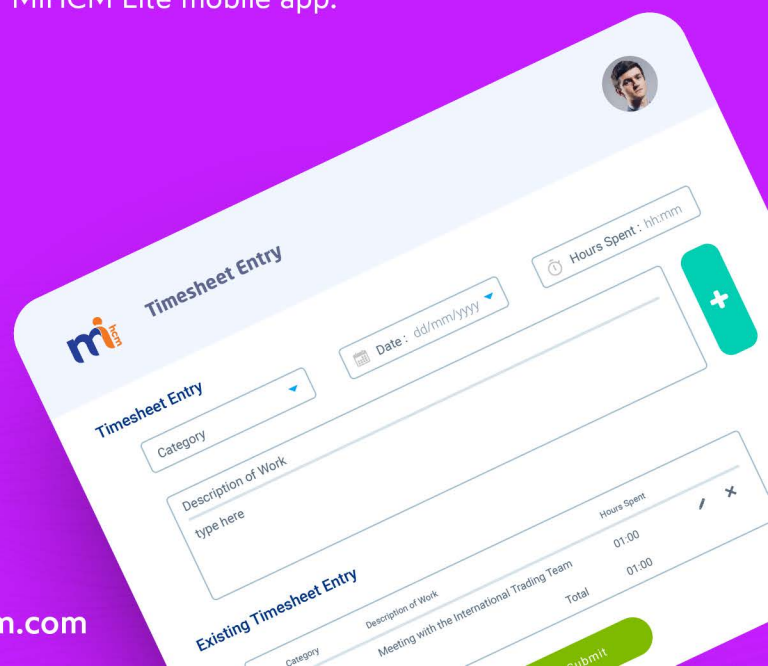 MiHCM Lite mobile app.
mi hcm
Timesheet Entry
Timesheet Entry
Category
Date : dd/mm/yyyy
Hours Spent : hh:mm
Description of Work
type here
Existing Timesheet Entry
Category
Description of Work
Hours Spent
Meeting with the International Trading Team
01:00
Total
01:00
Submit
m.com